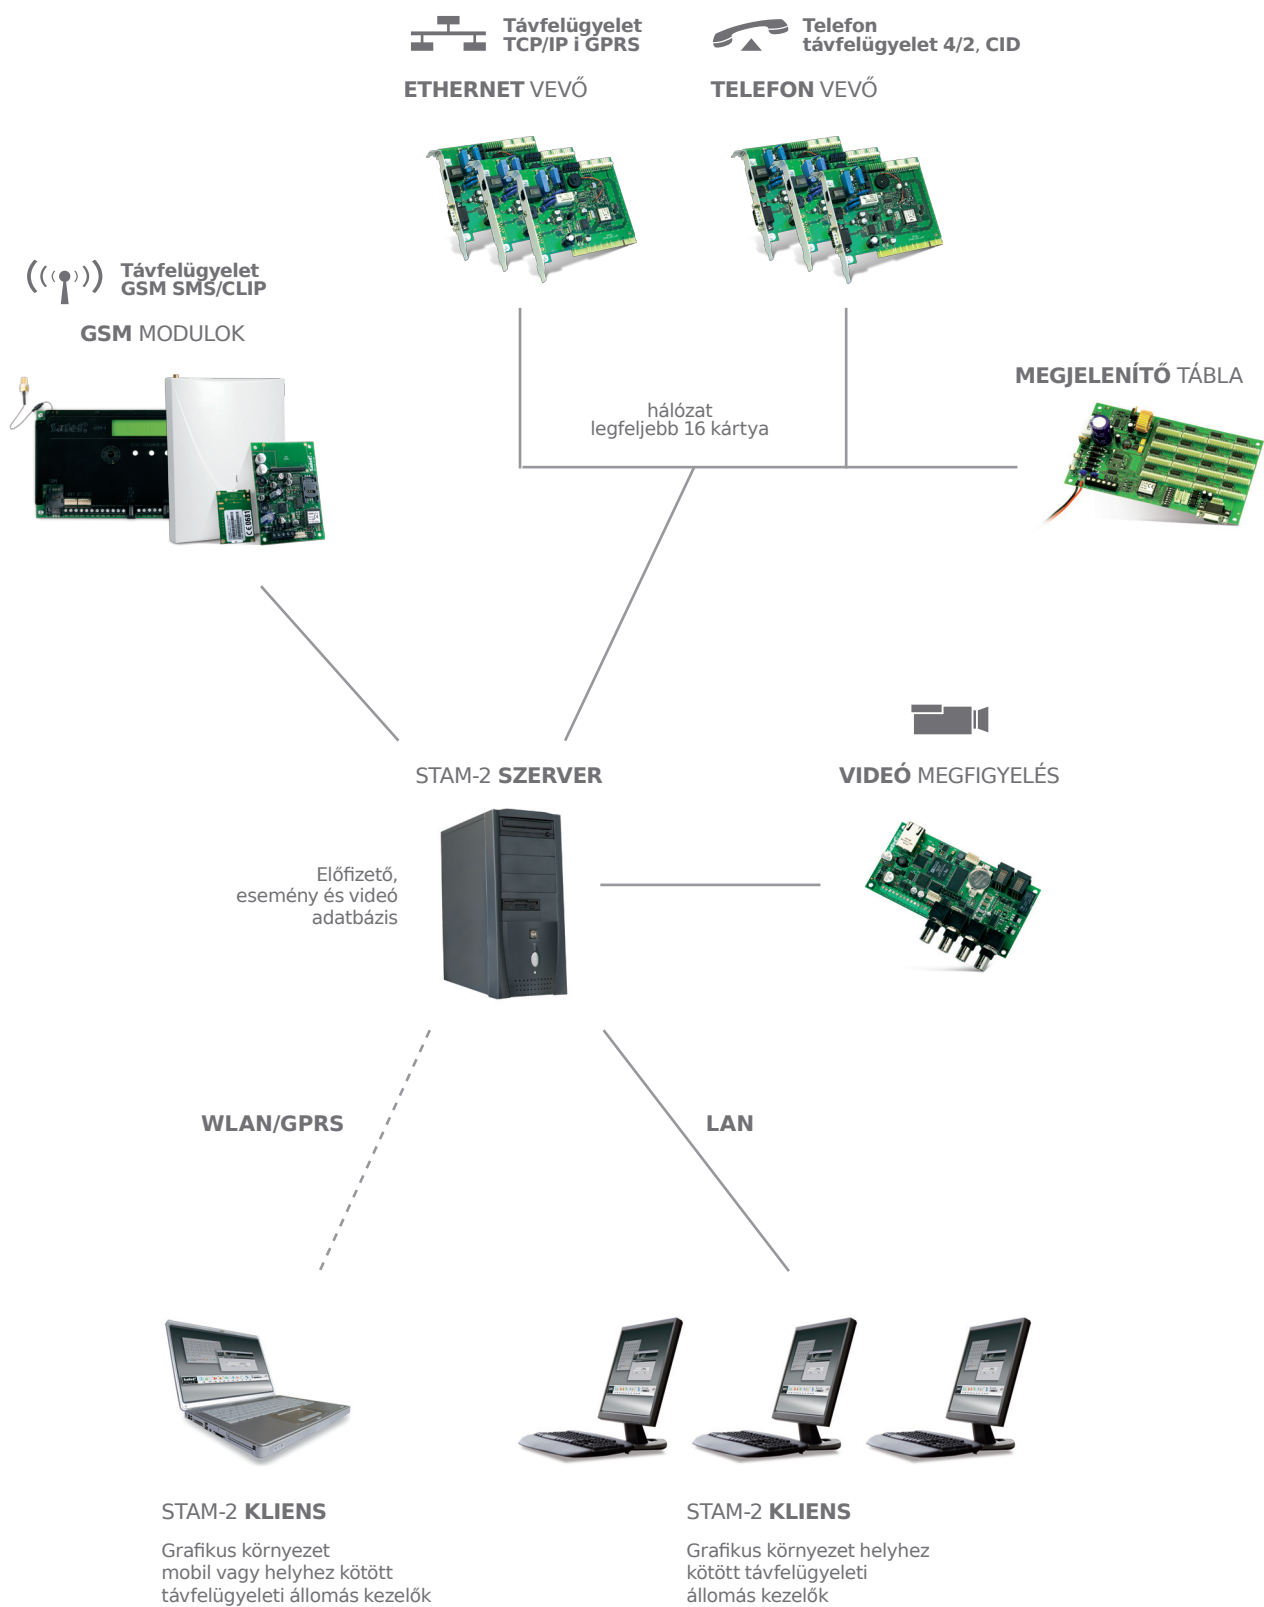 Távfelügyelet
TCP/IP i GPRS
Telefon
távfelügyelet 4/2, CID
ETHERNET VEVŐ
TELEFON VEVŐ
Távfelügyelet
GSM SMS/CLIP
GSM MODULOK
MEGJELENÍTŐ TÁBLA
hálózat
legfeljebb 16 kártya
STAM-2 SZERVER
VIDEÓ MEGFIGYELÉS
Előfizető,
esemény és videó
adatbázis
WLAN/GPRS
LAN
STAM-2 KLIENS
Grafikus környezet
mobil vagy helyhez kötött
távfelügyeleti állomás kezelők
STAM-2 KLIENS
Grafikus környezet helyhez
kötött távfelügyeleti
állomás kezelők